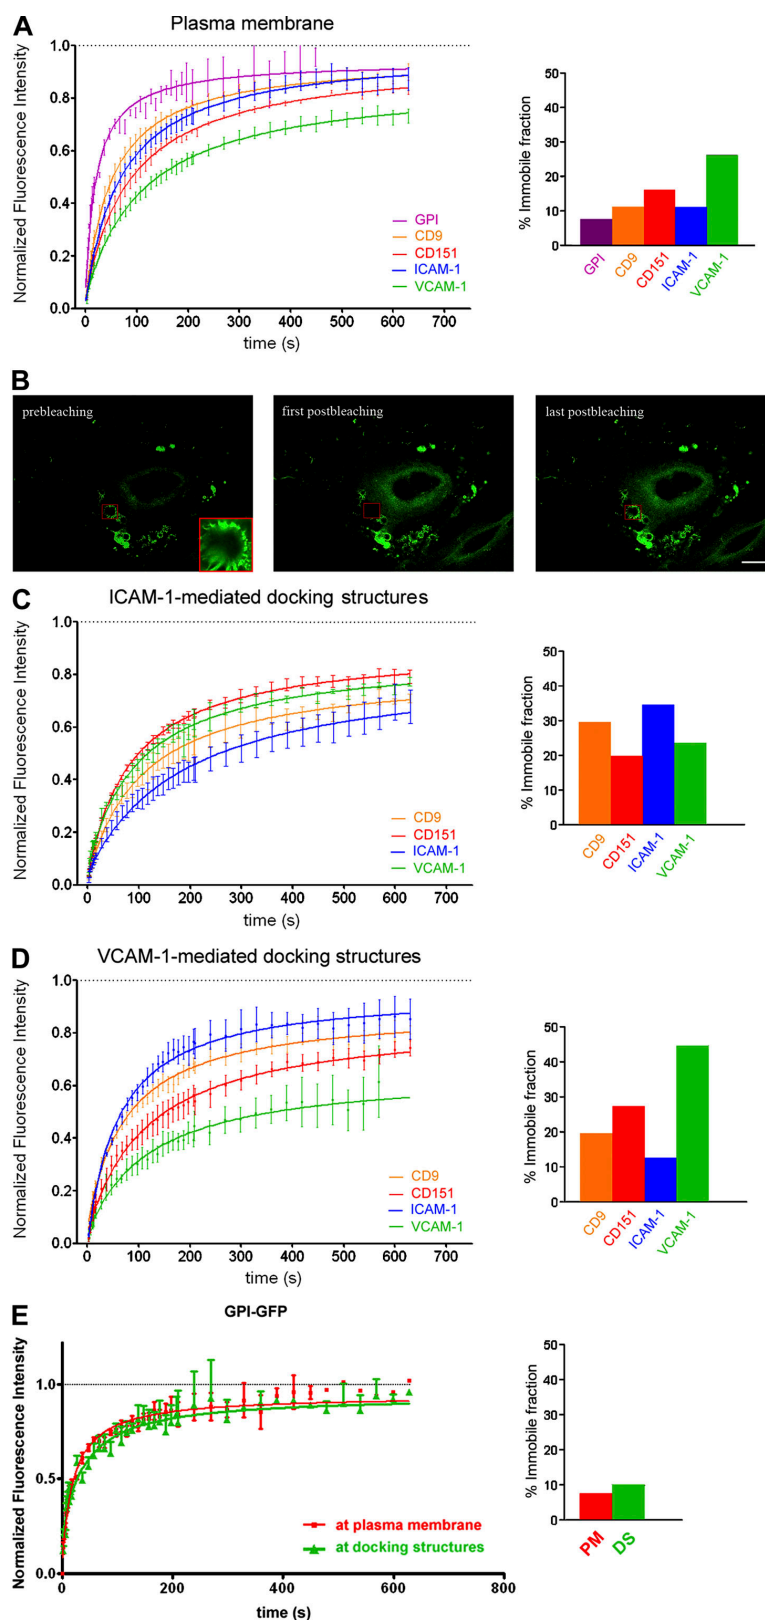 A
Plasma membrane
Normalized Fluorescence Intensity
1.0
0.8
0.6
0.4
0.2
0.0
GPI
CD9
CD151
ICAM-1
VCAM-1
0 100 200 300 400 500 600 700
time (s)
% Immobile fraction
50
40
30
20
10
0
GPI
CD9
CD151
ICAM-1
VCAM-1
B
prebleaching
first postbleaching
last postbleaching
C
ICAM-1-mediated docking structures
Normalized Fluorescence Intensity
1.0
0.8
0.6
0.4
0.2
0.0
CD9
CD151
ICAM-1
VCAM-1
0 100 200 300 400 500 600 700
time (s)
% Immobile fraction
50
40
30
20
10
0
CD9
CD151
ICAM-1
VCAM-1
D
VCAM-1-mediated docking structures
Normalized Fluorescence Intensity
1.0
0.8
0.6
0.4
0.2
0.0
CD9
CD151
ICAM-1
VCAM-1
0 100 200 300 400 500 600 700
time (s)
% Immobile fraction
50
40
30
20
10
0
CD9
CD151
ICAM-1
VCAM-1
E
GPI-GFP
Normalized Fluorescence Intensity
1.0
0.5
0.0
at plasma membrane
at docking structures
0 200 400 600 800
time (s)
% Immobile fraction
50
40
30
20
10
0
PM
DS